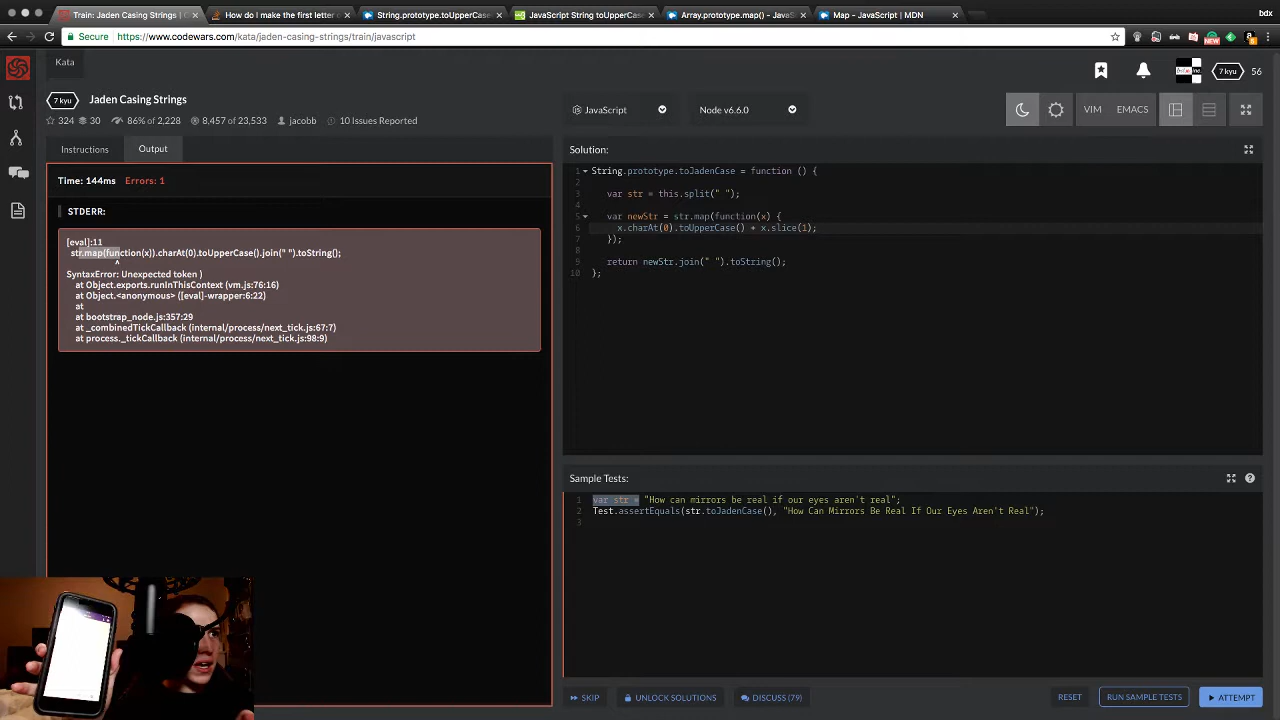 Train: Jaden Casing Strings | C
How do I make the first letter o
String.prototype.toUpperCase
JavaScript String toUpperCase
Array.prototype.map() - JavaS
Map - JavaScript | MDN
bdx
Secure
https://www.codewars.com/kata/jaden-casing-strings/train/javascript
NEW
Kata
7 kyu
56
7 kyu
Jaden Casing Strings
324
30
86% of 2,228
8,457 of 23,533
jacobb
10 Issues Reported
JavaScript
Node v6.6.0
VIM
EMACS
Instructions
Output
Time: 144ms
Errors: 1
STDERR:
[eval]:11
str.map(function(x)).charAt(0).toUpperCase().join(" ").toString();
^
SyntaxError: Unexpected token )
at Object.exports.runInThisContext (vm.js:76:16)
at Object.<anonymous> ([eval]-wrapper:6:22)
at
at bootstrap_node.js:357:29
at _combinedTickCallback (internal/process/next_tick.js:67:7)
at process._tickCallback (internal/process/next_tick.js:98:9)
Solution:
1 String.prototype.toJadenCase = function () {
2
3 var str = this.split(" ");
4
5 var newStr = str.map(function(x) {
6 x.charAt(0).toUpperCase() + x.slice(1);
7 });
8
9 return newStr.join(" ").toString();
10 };
Sample Tests:
1 var str = "How can mirrors be real if our eyes aren't real";
2 Test.assertEquals(str.toJadenCase(), "How Can Mirrors Be Real If Our Eyes Aren't Real");
3
SKIP
UNLOCK SOLUTIONS
DISCUSS (79)
RESET
RUN SAMPLE TESTS
ATTEMPT